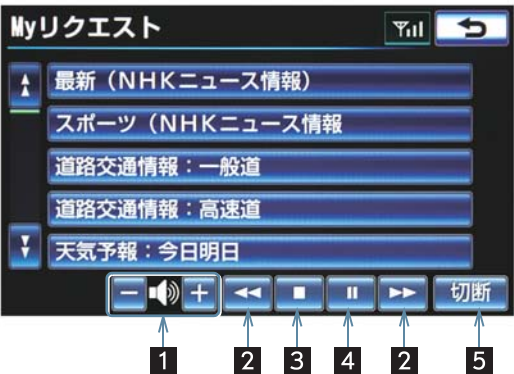 Myリクエスト
最新（NHKニュース情報）
スポーツ（NHKニュース情報
道路交通情報：一般道
道路交通情報：高速道
天気予報：今日明日
− + 切断
1 2 3 4 2 5